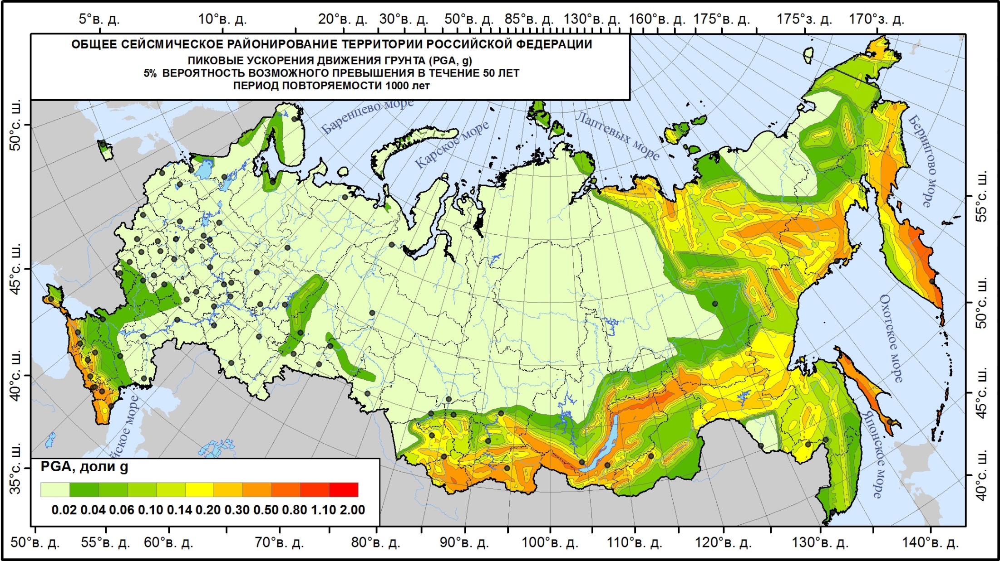 5°в. д. 10°в. д. 20°в. д. 30°в. д. 50°в. д. 85°в. д. 130°в. д. 160°в. д. 175°в. д. 175°з. д. 170°з. д.
ОБЩЕЕ СЕЙСМИЧЕСКОЕ РАЙОНИРОВАНИЕ ТЕРРИТОРИИ РОССИЙСКОЙ ФЕДЕРАЦИИ
ПИКОВЫЕ УСКОРЕНИЯ ДВИЖЕНИЯ ГРУНТА (PGA, g)
5% ВЕРОЯТНОСТЬ ВОЗМОЖНОГО ПРЕВЫШЕНИЯ В ТЕЧЕНИЕ 50 ЛЕТ
ПЕРИОД ПОВТОРЯЕМОСТИ 1000 лет
50°с. ш.
45°с. ш.
40°с. ш.
35°с. ш.
Баренцево море
Карское море
Лаптевых море
Берингово море
Охотское море
Японское море
йское море
55°с. ш.
50°с. ш.
45°с. ш.
40°с. ш.
PGA, доли g
0.02 0.04 0.06 0.10 0.14 0.20 0.30 0.50 0.80 1.10 2.00
50°в. д. 55°в. д. 60°в. д. 70°в. д. 80°в. д. 90°в. д. 100°в. д. 110°в. д. 120°в. д. 130°в. д. 140°в. д.